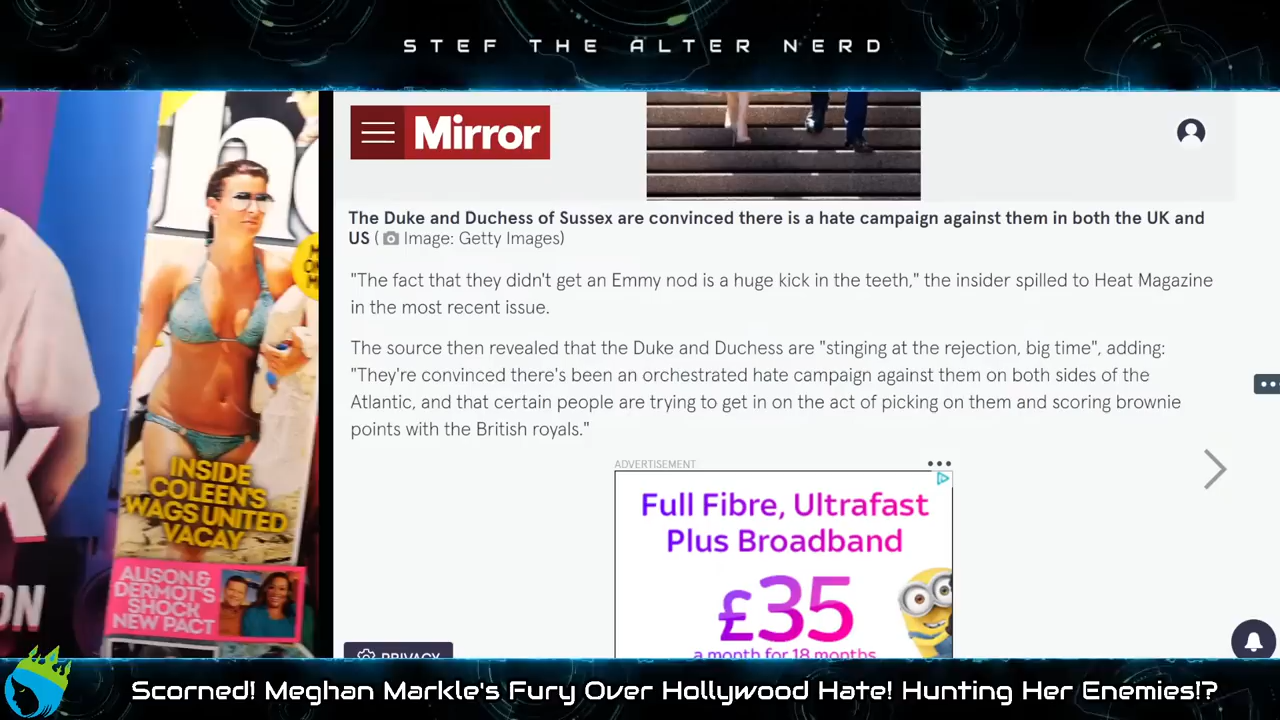 STEF THE ALTER NERD
Mirror
The Duke and Duchess of Sussex are convinced there is a hate campaign against them in both the UK and
US ( Image: Getty Images)
"The fact that they didn't get an Emmy nod is a huge kick in the teeth," the insider spilled to Heat Magazine
in the most recent issue.
The source then revealed that the Duke and Duchess are "stinging at the rejection, big time", adding:
"They're convinced there's been an orchestrated hate campaign against them on both sides of the
Atlantic, and that certain people are trying to get in on the act of picking on them and scoring brownie
points with the British royals."
ADVERTISEMENT
Full Fibre, Ultrafast
Plus Broadband
£35
a month for 18 months
PRIVACY
INSIDE
COLEEN'S
WAGS UNITED
VACAY
ALISON &
DERMOT'S
SHOCK
NEW PACT
K
ON
Scorned! Meghan Markle's Fury Over Hollywood Hate! Hunting Her Enemies!?